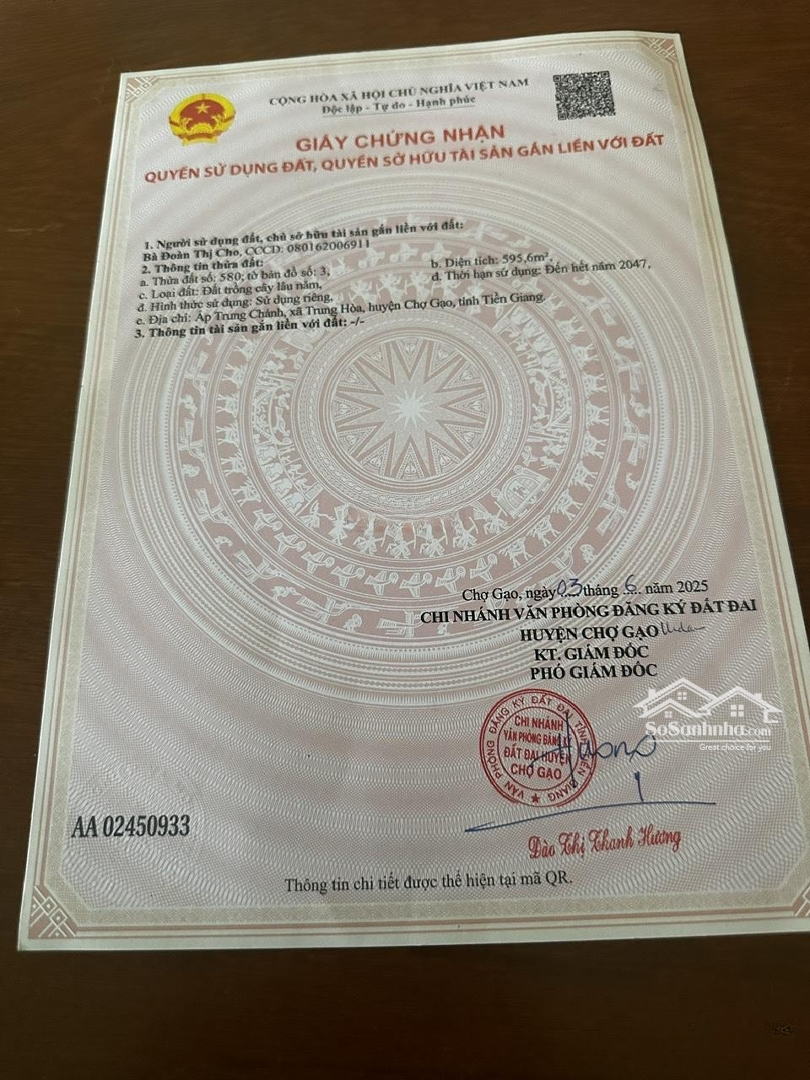 CỘNG HÒA XÃ HỘI CHỦ NGHĨA VIỆT NAM
Độc lập - Tự do - Hạnh phúc
GIẤY CHỨNG NHẬN
QUYỀN SỬ DỤNG ĐẤT, QUYỀN SỞ HỮU TÀI SẢN GẮN LIỀN VỚI ĐẤT
1. Người sử dụng đất, chủ sở hữu tài sản gắn liền với đất:
Bà Đoàn Thị Cho, CCCD: 080162006911
2. Thông tin thửa đất:
a. Thửa đất số: 580; tờ bản đồ số: 3, b. Diện tích: 595,6m²,
c. Loại đất: Đất trồng cây lâu năm, d. Thời hạn sử dụng: Đến hết năm 2047,
đ. Hình thức sử dụng: Sử dụng riêng,
e. Địa chỉ: Ấp Trung Chánh, xã Trung Hòa, huyện Chợ Gạo, tỉnh Tiền Giang.
3. Thông tin tài sản gắn liền với đất: -/-
Chợ Gạo, ngày 03 tháng 6 năm 2025
CHI NHÁNH VĂN PHÒNG ĐĂNG KÝ ĐẤT ĐAI
HUYỆN CHỢ GẠO
KT. GIÁM ĐỐC
PHÓ GIÁM ĐỐC
VĂN PHÒNG ĐĂNG KÝ ĐẤT ĐAI TỈNH TIỀN GIANG
CHI NHÁNH
VĂN PHÒNG ĐĂNG KÝ
ĐẤT ĐAI HUYỆN
CHỢ GẠO
SoSanhnha.com
Great choice for you
AA 02450933
Đào Thị Thanh Hương
Thông tin chi tiết được thể hiện tại mã QR.